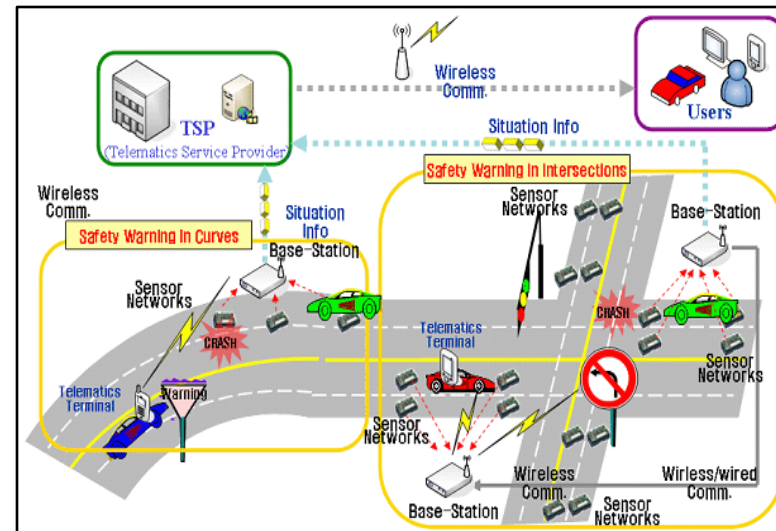 Wireless
Comm.
TSP
(Telematics Service Provider)
Users
Situation Info
Safety Warning In Intersections
Wireless
Comm.
Situation
Info
Safety Warning In Curves
Base-Station
Sensor
Networks
Base-Station
Sensor
Networks
CRASH
CRASH
Telematics
Terminal
Telematics
Terminal
Warning
Sensor
Networks
Sensor
Networks
Base-Station
Wireless
Comm.
Wirless/wired
Comm.
Sensor
Networks